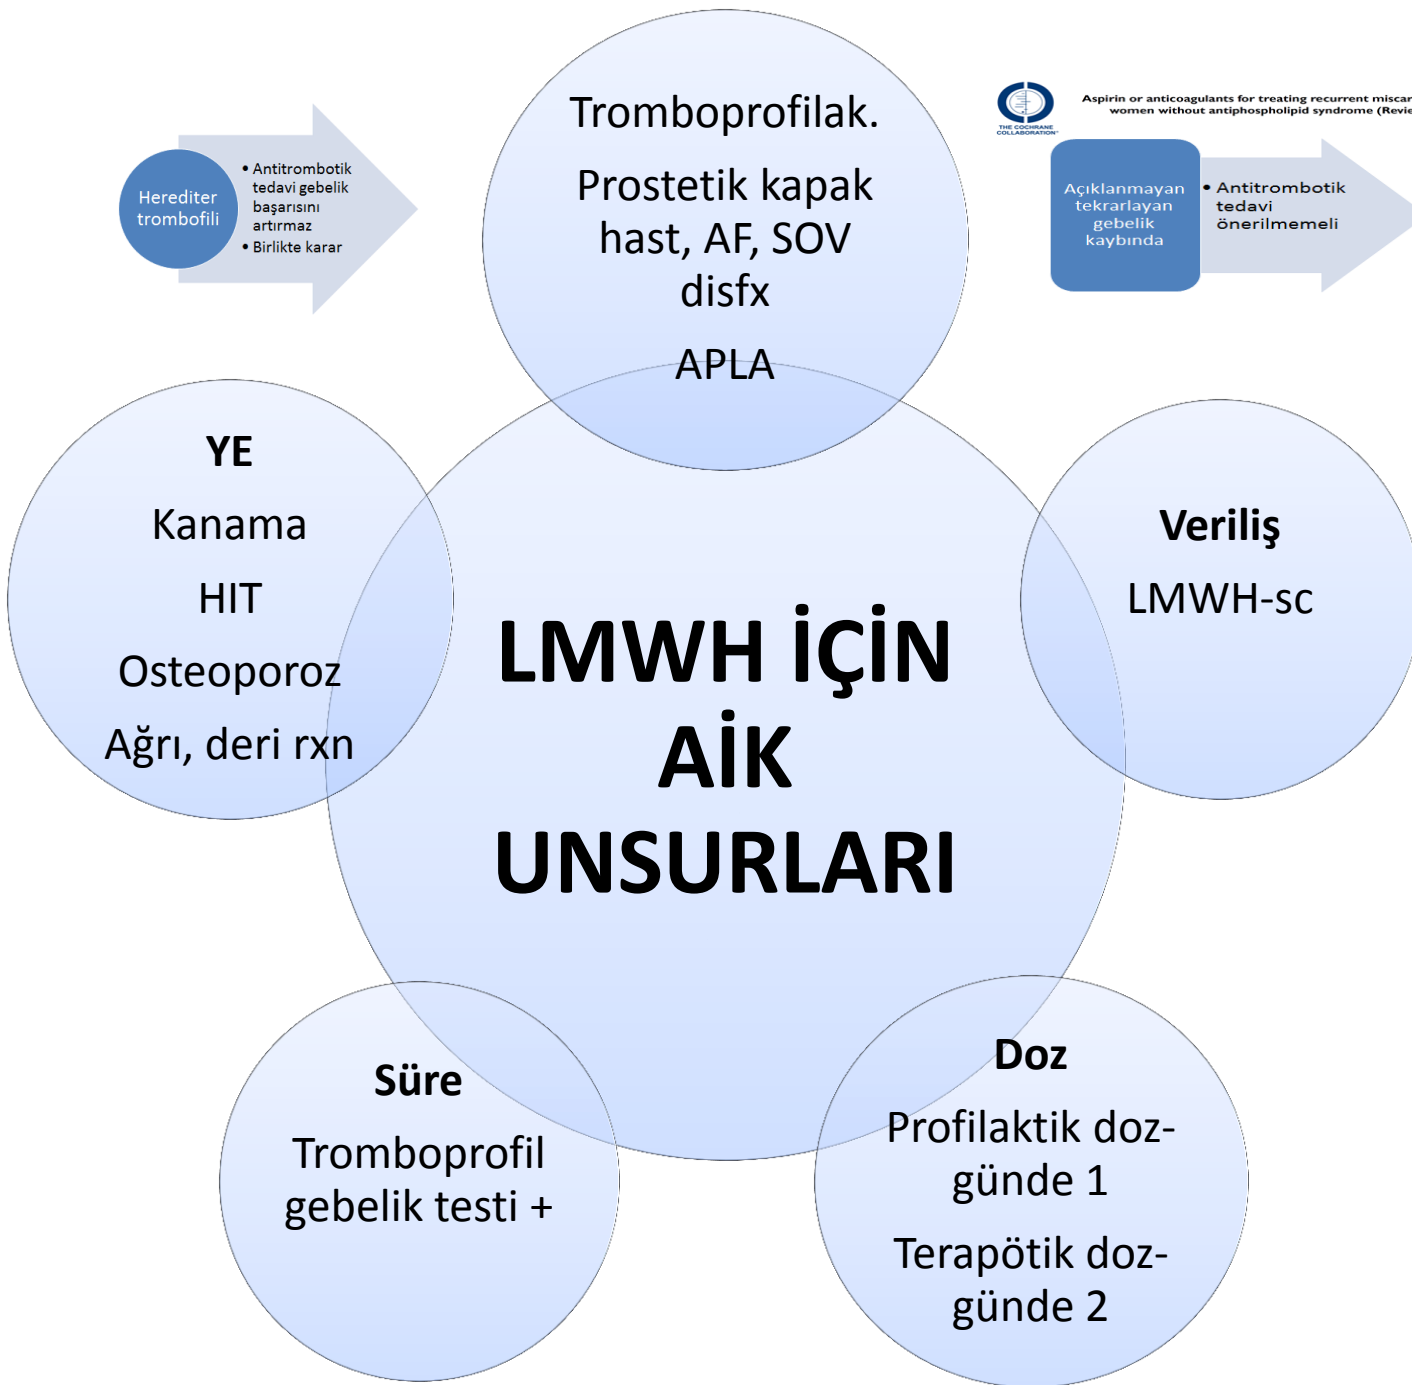 Tromboprofilak.
Prostetik kapak
hast, AF, SOV
disfx
APLA
Herediter
trombofili
• Antitrombotik
tedavi gebelik
başarısını
artırmaz
• Birlikte karar
THE COCHRANE
COLLABORATION®
Aspirin or anticoagulants for treating recurrent miscar
women without antiphospholipid syndrome (Revie
Açıklanmayan
tekrarlayan
gebelik
kaybında
• Antitrombotik
tedavi
önerilmemeli
YE
Kanama
HIT
Osteoporoz
Ağrı, deri rxn
Veriliş
LMWH-sc
LMWH İÇİN
AİK
UNSURLARI
Süre
Tromboprofil
gebelik testi +
Doz
Profilaktik doz-
günde 1
Terapötik doz-
günde 2